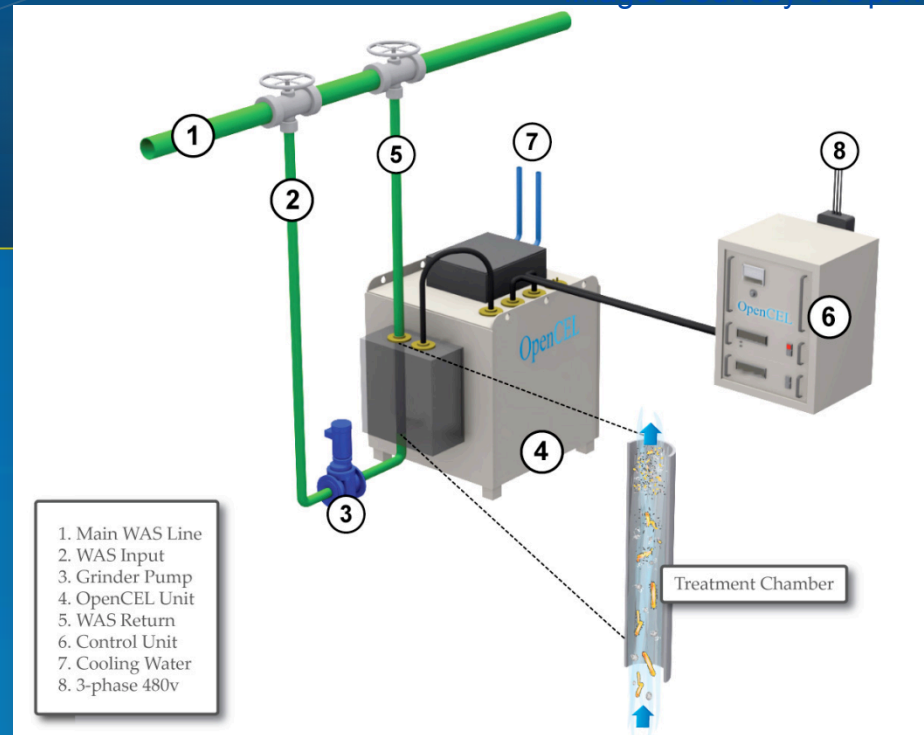 1
2
5
7
8
OpenCEL
OpenCEL
6
4
3
1. Main WAS Line
2. WAS Input
3. Grinder Pump
4. OpenCEL Unit
5. WAS Return
6. Control Unit
7. Cooling Water
8. 3-phase 480v
Treatment Chamber